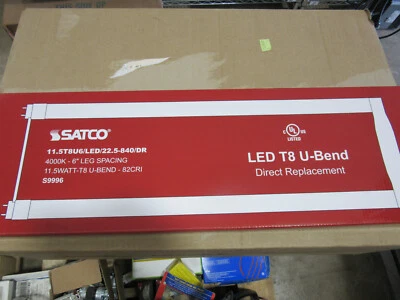 SATCO
11.5T8U6/LED/22.5-840/DR
4000K - 6" LEG SPACING
11.5WATT-T8 U-BEND - 82CRI
S9996
C UL US
LISTED
LED T8 U-Bend
Direct Replacement